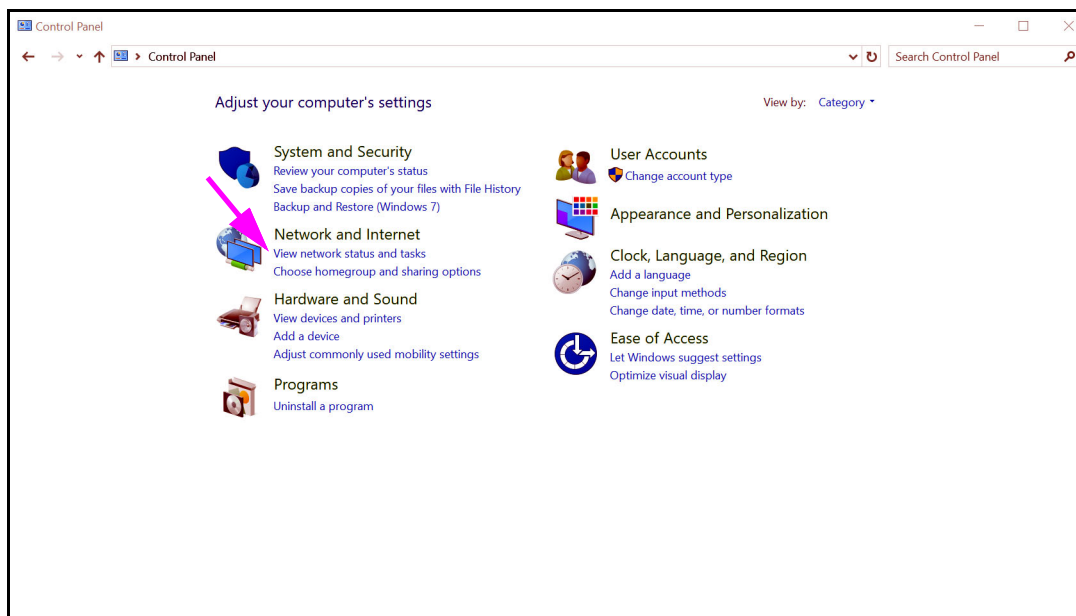 Control Panel
Control Panel
Search Control Panel
Adjust your computer's settings
View by: Category
System and Security
Review your computer's status
Save backup copies of your files with File History
Backup and Restore (Windows 7)
Network and Internet
View network status and tasks
Choose homegroup and sharing options
Hardware and Sound
View devices and printers
Add a device
Adjust commonly used mobility settings
Programs
Uninstall a program
User Accounts
Change account type
Appearance and Personalization
Clock, Language, and Region
Add a language
Change input methods
Change date, time, or number formats
Ease of Access
Let Windows suggest settings
Optimize visual display